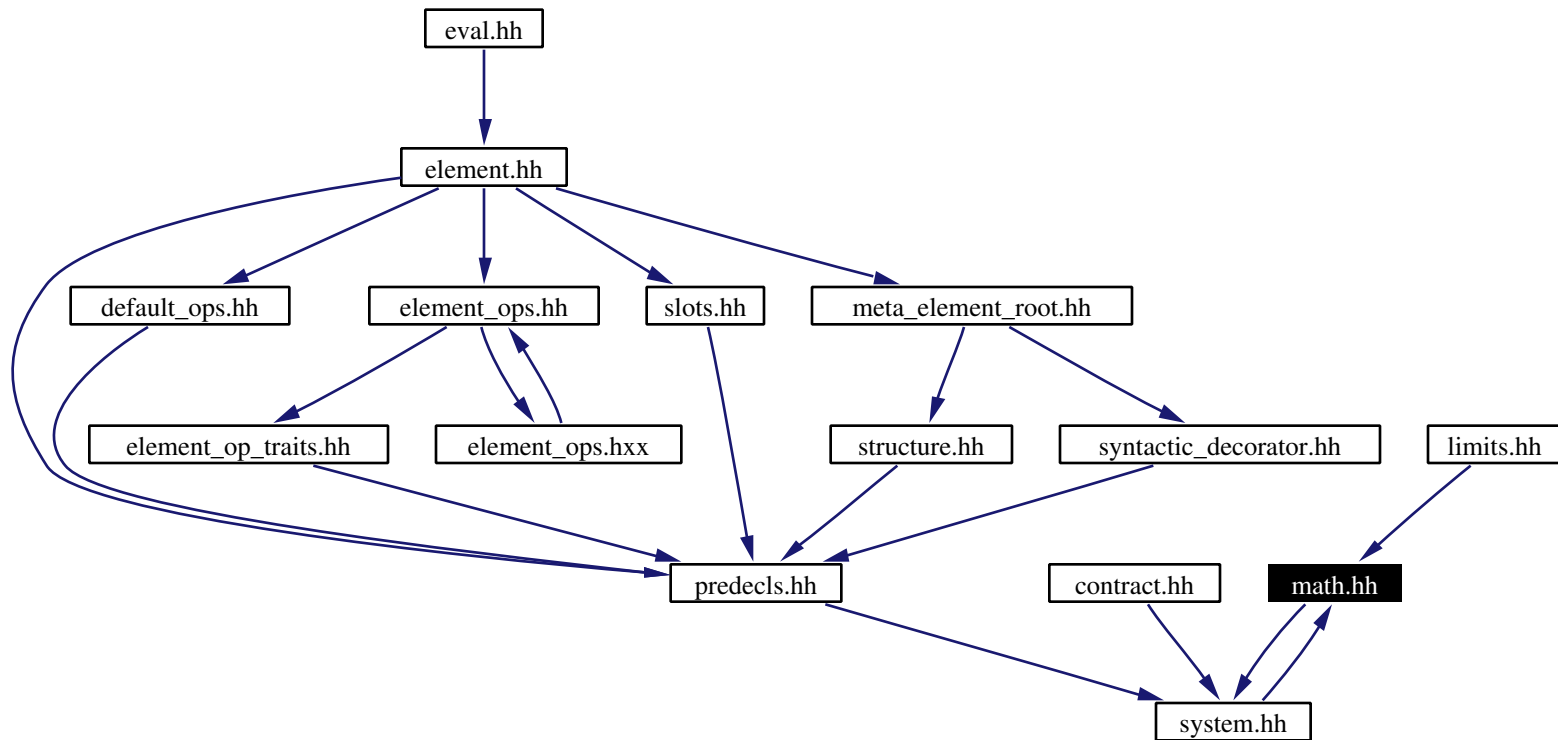 eval.hh
element.hh
default_ops.hh
element_ops.hh
slots.hh
meta_element_root.hh
element_op_traits.hh
element_ops.hxx
structure.hh
syntactic_decorator.hh
limits.hh
predecls.hh
contract.hh
math.hh
system.hh